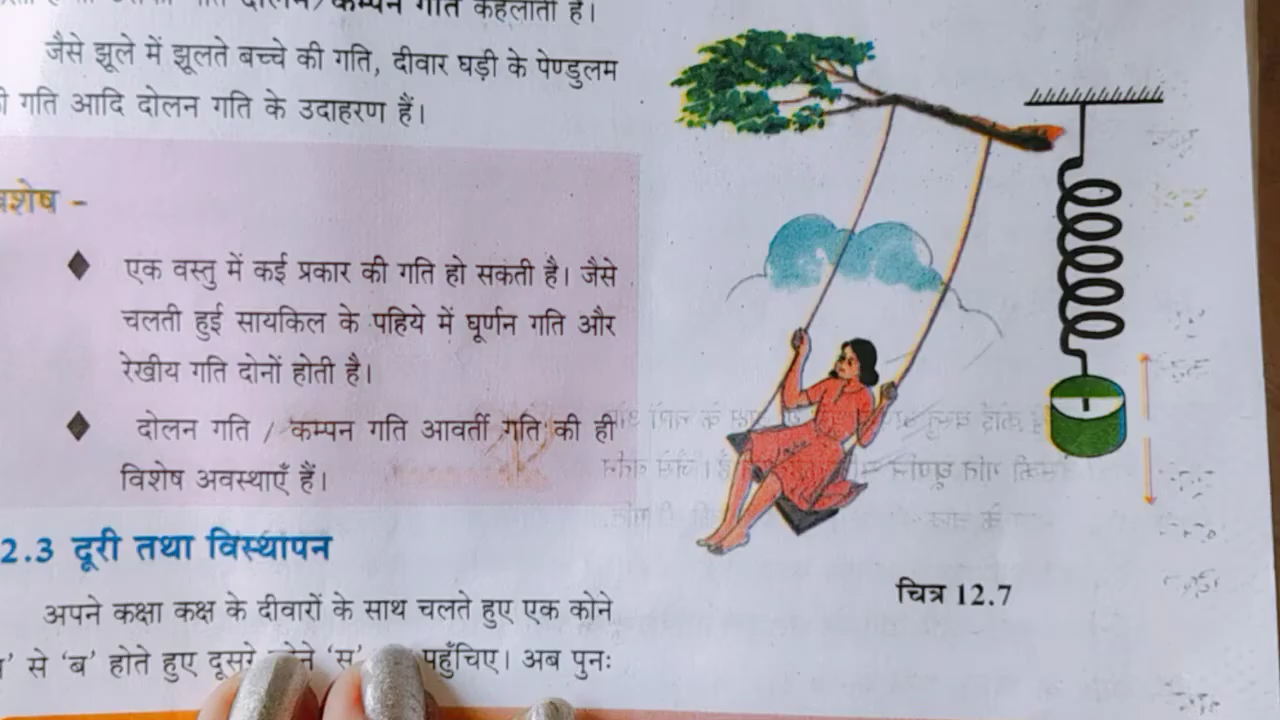 दोलन/कम्पन गति कहलाती है।
जैसे झूले में झूलते बच्चे की गति, दीवार घड़ी के पेण्डुलम
गति आदि दोलन गति के उदाहरण हैं।
एक वस्तु में कई प्रकार की गति हो सकती है। जैसे
चलती हुई सायकिल के पहिये में घूर्णन गति और
रेखीय गति दोनों होती है।
दोलन गति / कम्पन गति आवर्ती गति की ही
विशेष अवस्थाएँ हैं।
2.3 दूरी तथा विस्थापन
अपने कक्षा कक्ष के दीवारों के साथ चलते हुए एक कोने
से ‘ब’ होते हुए दूसरे ‘स’ पहुँचिए। अब पुनः
चित्र 12.7